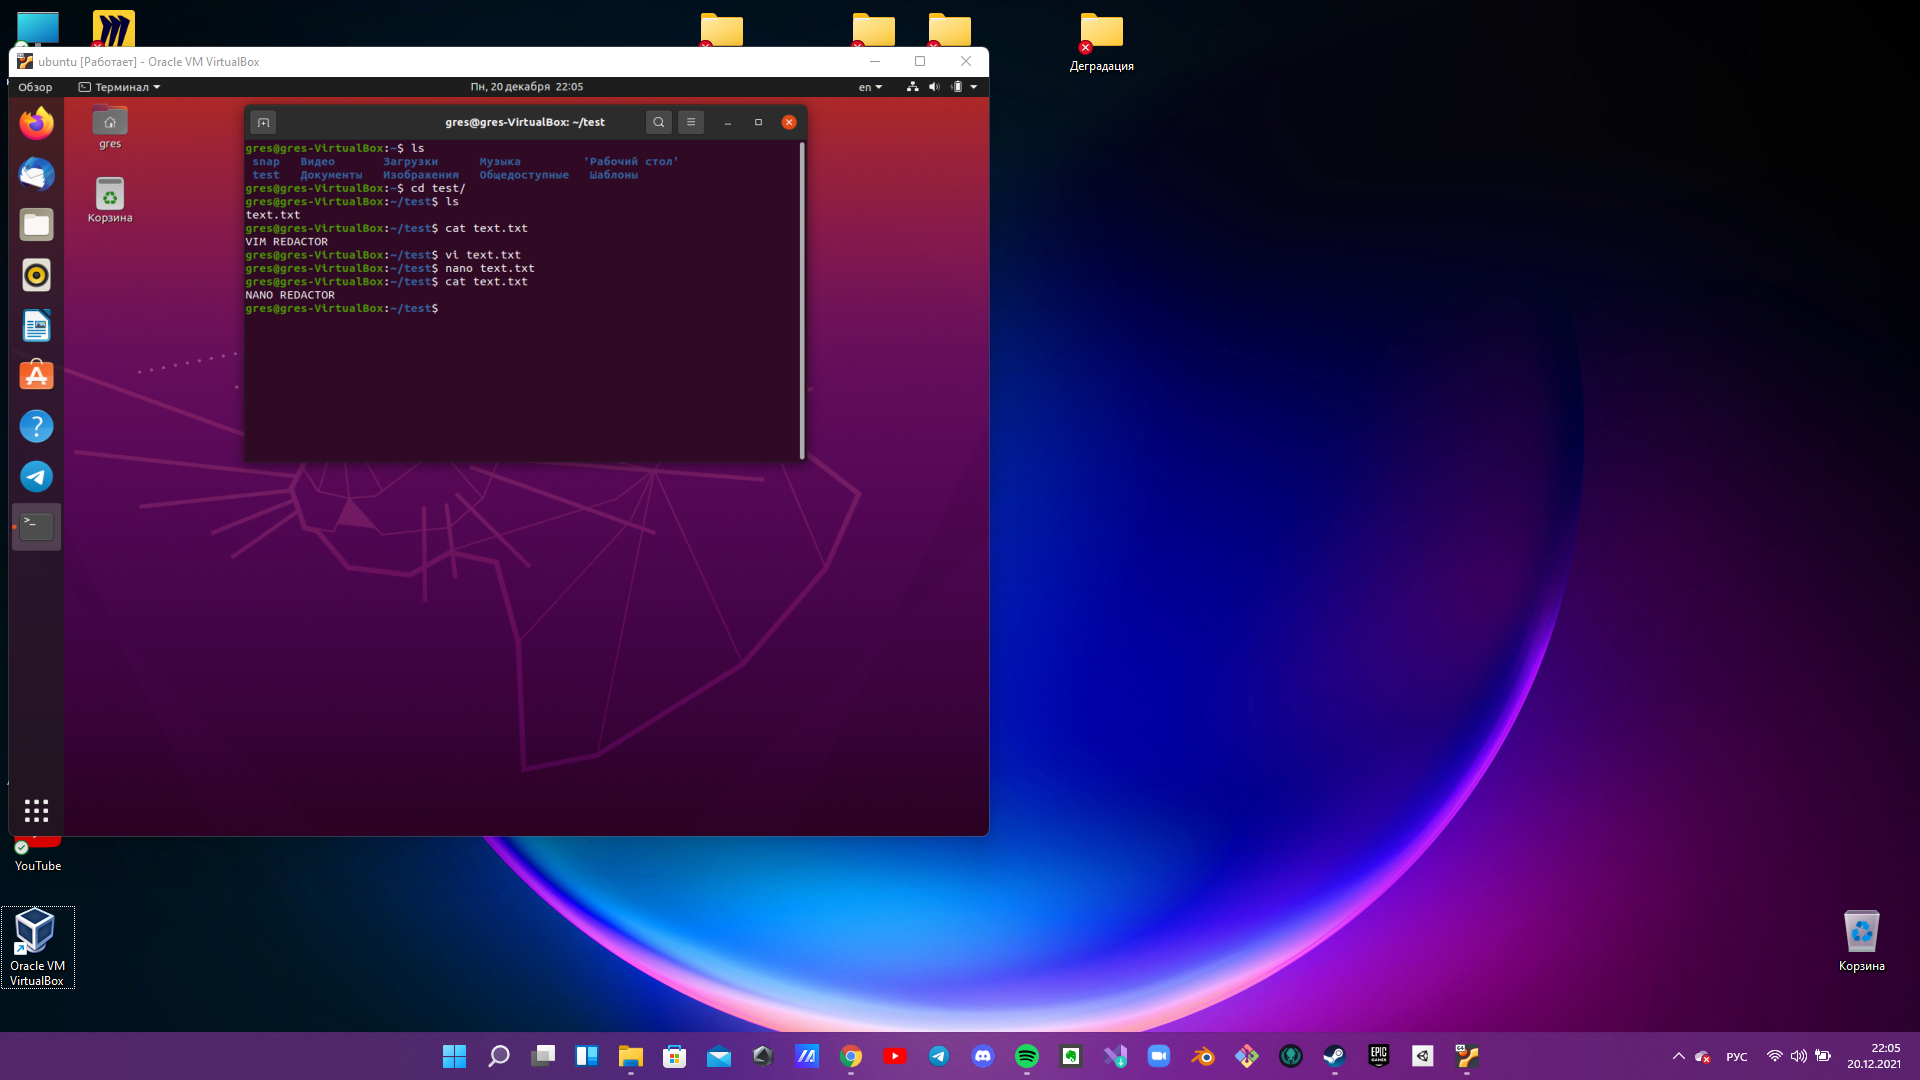 Деградация
ubuntu [Работает] - Oracle VM VirtualBox
Обзор
Терминал
Пн, 20 декабря 22:05
en
gres
Корзина
gres@gres-VirtualBox: ~/test
gres@gres-VirtualBox:~$ ls
snap Видео Загрузки Музыка 'Рабочий стол'
test Документы Изображения Общедоступные Шаблоны
gres@gres-VirtualBox:~$ cd test/
gres@gres-VirtualBox:~/test$ ls
text.txt
gres@gres-VirtualBox:~/test$ cat text.txt
VIM REDACTOR
gres@gres-VirtualBox:~/test$ vi text.txt
gres@gres-VirtualBox:~/test$ nano text.txt
gres@gres-VirtualBox:~/test$ cat text.txt
NANO REDACTOR
gres@gres-VirtualBox:~/test$
YouTube
Oracle VM
VirtualBox
Корзина
EPIC
GAMES
64
РУС
22:05
20.12.2021